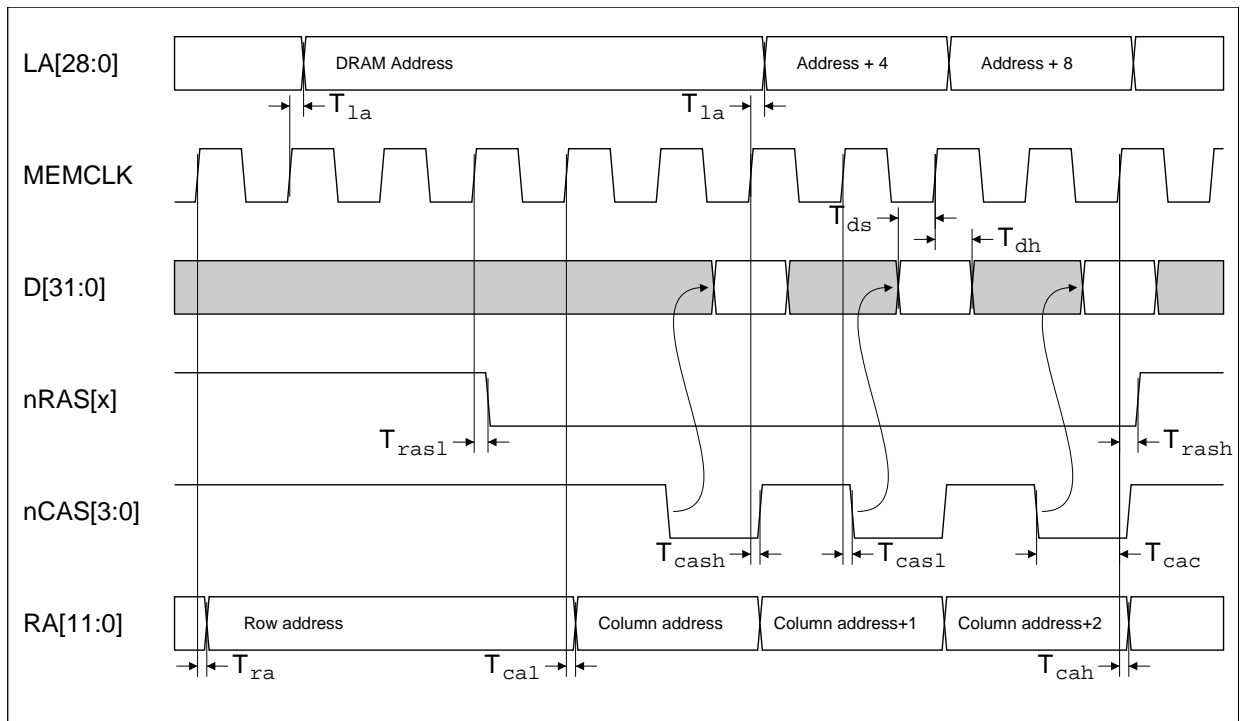 LA[28:0]
DRAM Address
Address + 4
Address + 8
T_la
T_la
MEMCLK
T_ds
T_dh
D[31:0]
nRAS[x]
T_rasl
T_rash
nCAS[3:0]
T_cash
T_casl
T_cac
RA[11:0]
Row address
Column address
Column address+1
Column address+2
T_ra
T_cal
T_cah